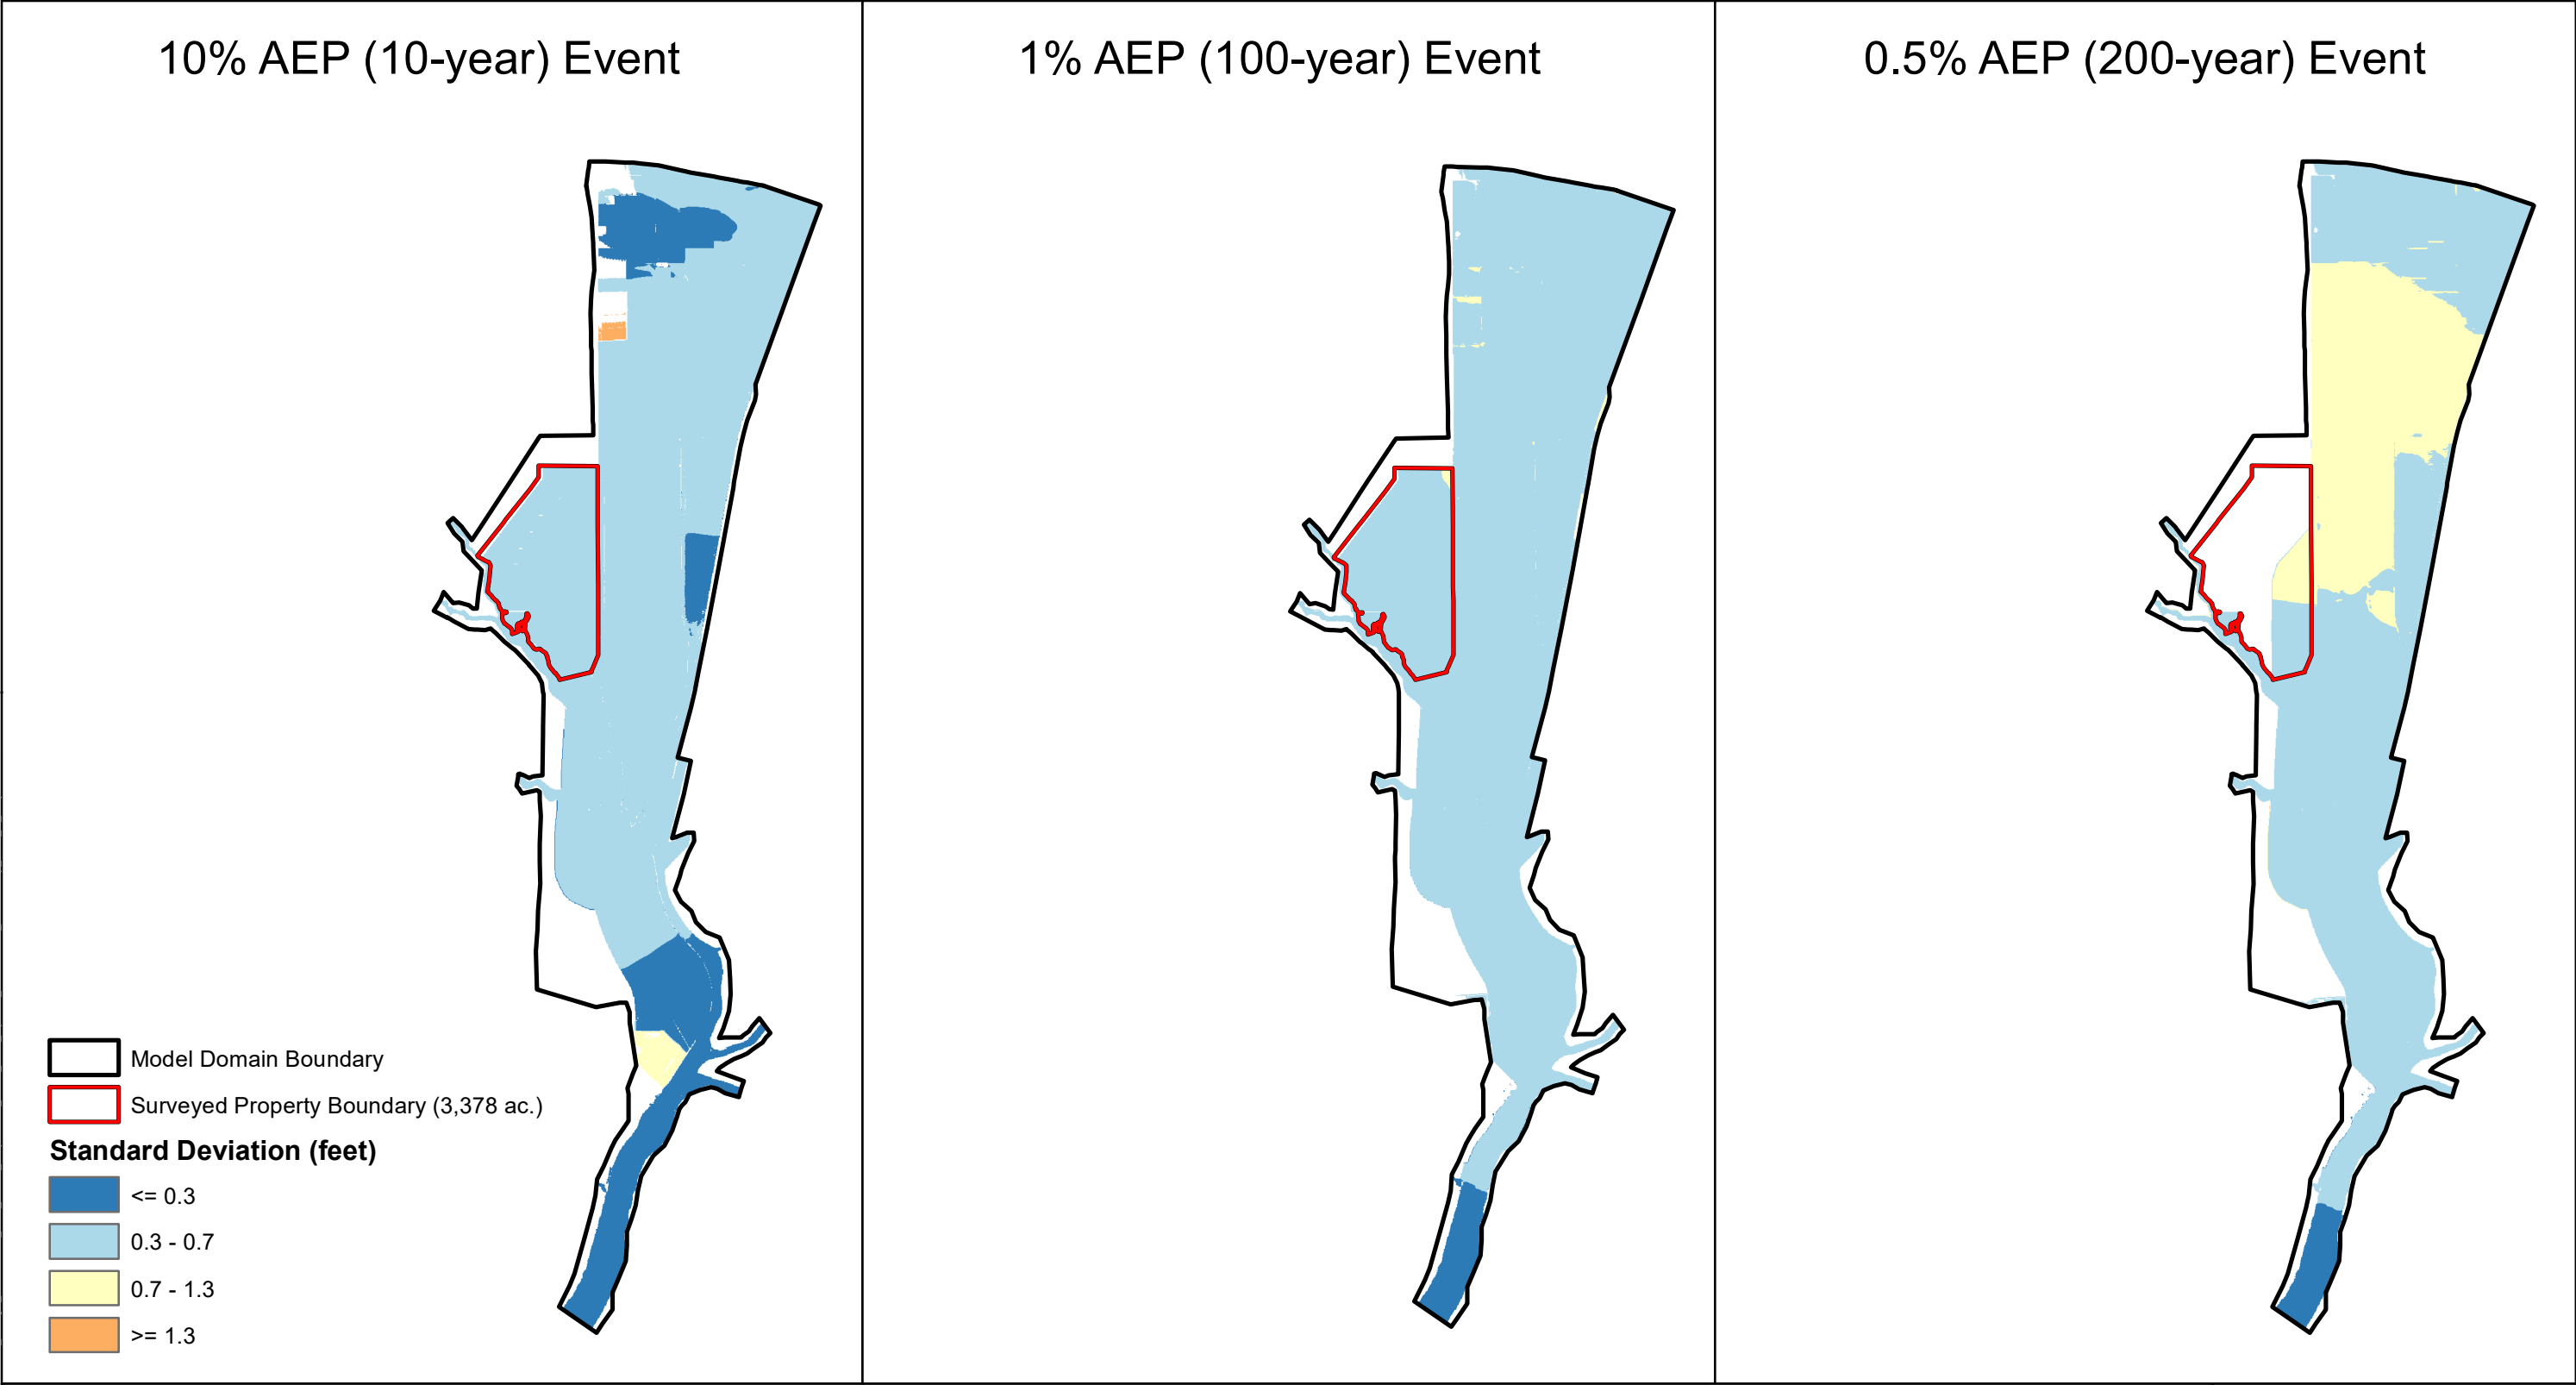 10% AEP (10-year) Event
1% AEP (100-year) Event
0.5% AEP (200-year) Event
Model Domain Boundary
Surveyed Property Boundary (3,378 ac.)
Standard Deviation (feet)
<= 0.3
0.3 - 0.7
0.7 - 1.3
>= 1.3